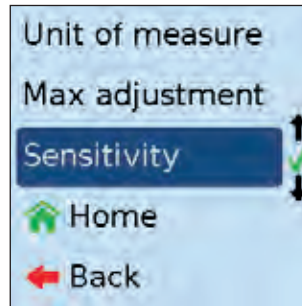 Unit of measure
Max adjustment
Sensitivity
Home
Back